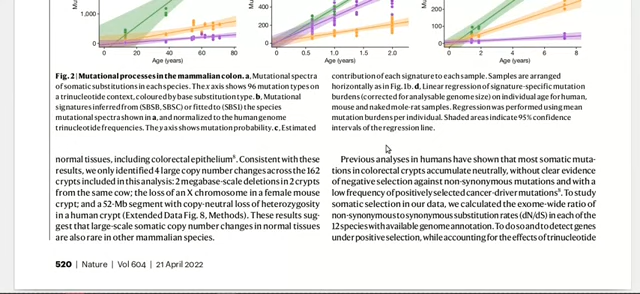 1,000
0
0
20
40
60
80
Age (years)
400
200
0
0
0.5
1.0
1.5
2.0
Age (years)
200
100
0
0
2
4
6
8
Age (years)
Fig. 2 | Mutational processes in the mammalian colon. a, Mutational spectra
of somatic substitutions in each species. The x axis shows 96 mutation types on
a trinucleotide context, coloured by base substitution type. b, Mutational
signatures inferred from (SBSB, SBSC) or fitted to (SBS1) the species
mutational spectra shown in a, and normalized to the human genome
trinucleotide frequencies. The y axis shows mutation probability. c, Estimated
contribution of each signature to each sample. Samples are arranged
horizontally as in Fig. 1b. d, Linear regression of signature-specific mutation
burdens (corrected for analysable genome size) on individual age for human,
mouse and naked mole-rat samples. Regression was performed using mean
mutation burdens per individual. Shaded areas indicate 95% confidence
intervals of the regression line.
normal tissues, including colorectal epithelium⁸. Consistent with these
results, we only identified 4 large copy number changes across the 162
crypts included in this analysis: 2 megabase-scale deletions in 2 crypts
from the same cow; the loss of an X chromosome in a female mouse
crypt; and a 52-Mb segment with copy-neutral loss of heterozygosity
in a human crypt (Extended Data Fig. 8, Methods). These results sug-
gest that large-scale somatic copy number changes in normal tissues
are also rare in other mammalian species.
Previous analyses in humans have shown that most somatic muta-
tions in colorectal crypts accumulate neutrally, without clear evidence
of negative selection against non-synonymous mutations and with a
low frequency of positively selected cancer-driver mutations⁸. To study
somatic selection in our data, we calculated the exome-wide ratio of
non-synonymous to synonymous substitution rates (dN/dS) in each of the
12 species with available genome annotation. To do so and to detect genes
under positive selection, while accounting for the effects of trinucleotide
520 | Nature | Vol 604 | 21 April 2022